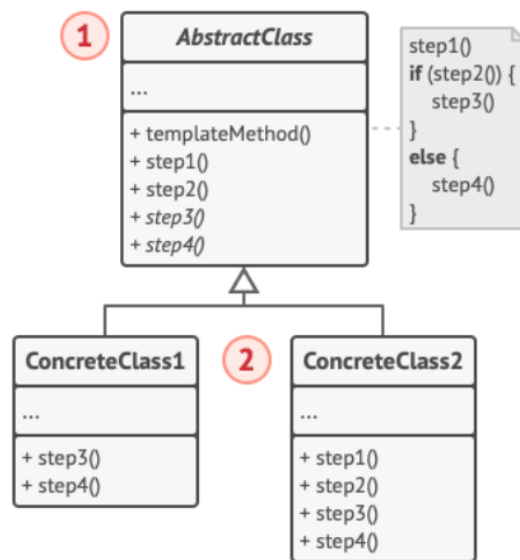 1
AbstractClass
...
+ templateMethod()
+ step1()
+ step2()
+ step3()
+ step4()
step1()
if (step2()) {
step3()
}
else {
step4()
}
ConcreteClass1
...
+ step3()
+ step4()
2
ConcreteClass2
...
+ step1()
+ step2()
+ step3()
+ step4()